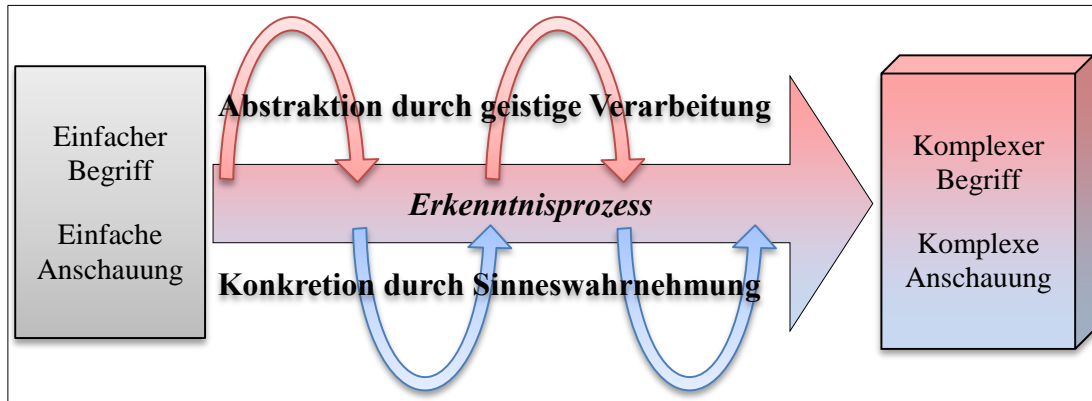 Einfacher
Begriff
Einfache
Anschauung
Abstraktion durch geistige Verarbeitung
Erkenntnisprozess
Konkretion durch Sinneswahrnehmung
Komplexer
Begriff
Komplexe
Anschauung